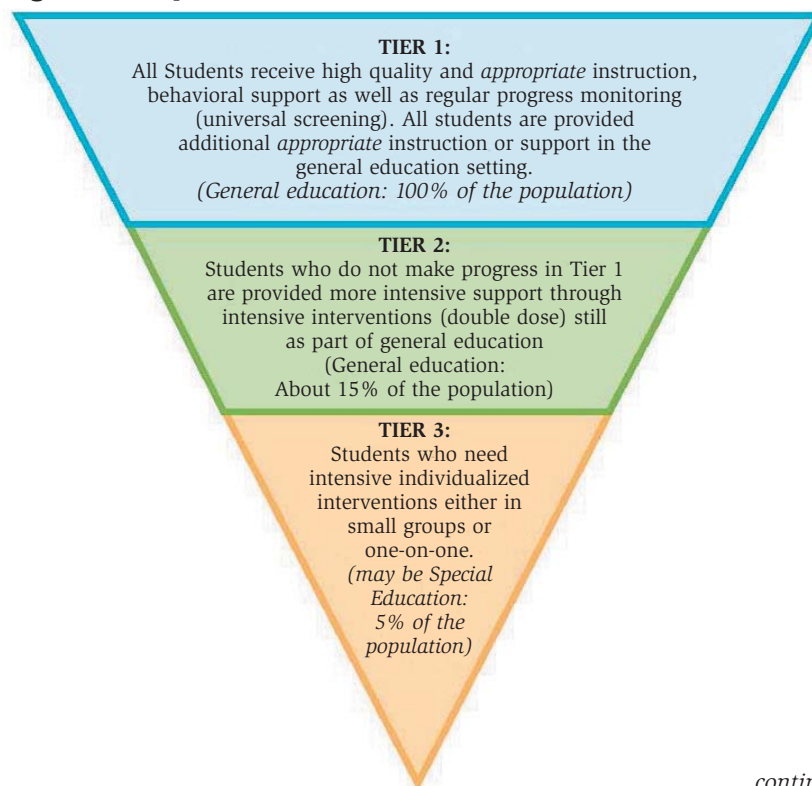 TIER 1:
All Students receive high quality and appropriate instruction,
behavioral support as well as regular progress monitoring
(universal screening). All students are provided
additional appropriate instruction or support in the
general education setting.
(General education: 100% of the population)
TIER 2:
Students who do not make progress in Tier 1
are provided more intensive support through
intensive interventions (double dose) still
as part of general education
(General education:
About 15% of the population)
TIER 3:
Students who need
intensive individualized
interventions either in
small groups or
one-on-one.
(may be Special
Education:
5% of the
population)